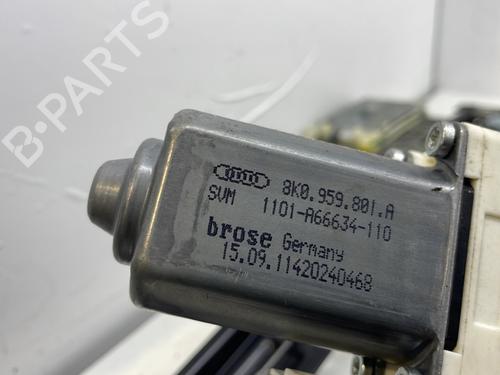 B-PARTS
8K0.959.801.A
SVM 1101-A66634-110
brose Germany
15.09.11420240468